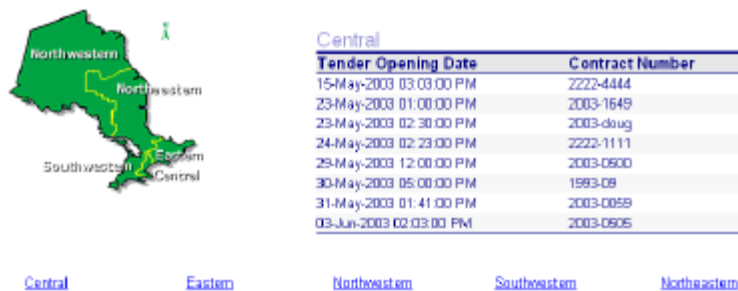 N
Northwestern
Northeastern
Eastern
Southwestern
Central
Central
Tender Opening Date Contract Number
15-May-2003 03:03:00 PM 2222-4444
23-May-2003 01:00:00 PM 2003-1649
23-May-2003 02:30:00 PM 2003-doug
24-May-2003 02:23:00 PM 2222-1111
29-May-2003 12:00:00 PM 2003-0500
30-May-2003 05:00:00 PM 1993-09
31-May-2003 01:41:00 PM 2003-0059
03-Jun-2003 02:03:00 PM 2003-0505
Central Eastern Northwestern Southwestern Northeastern